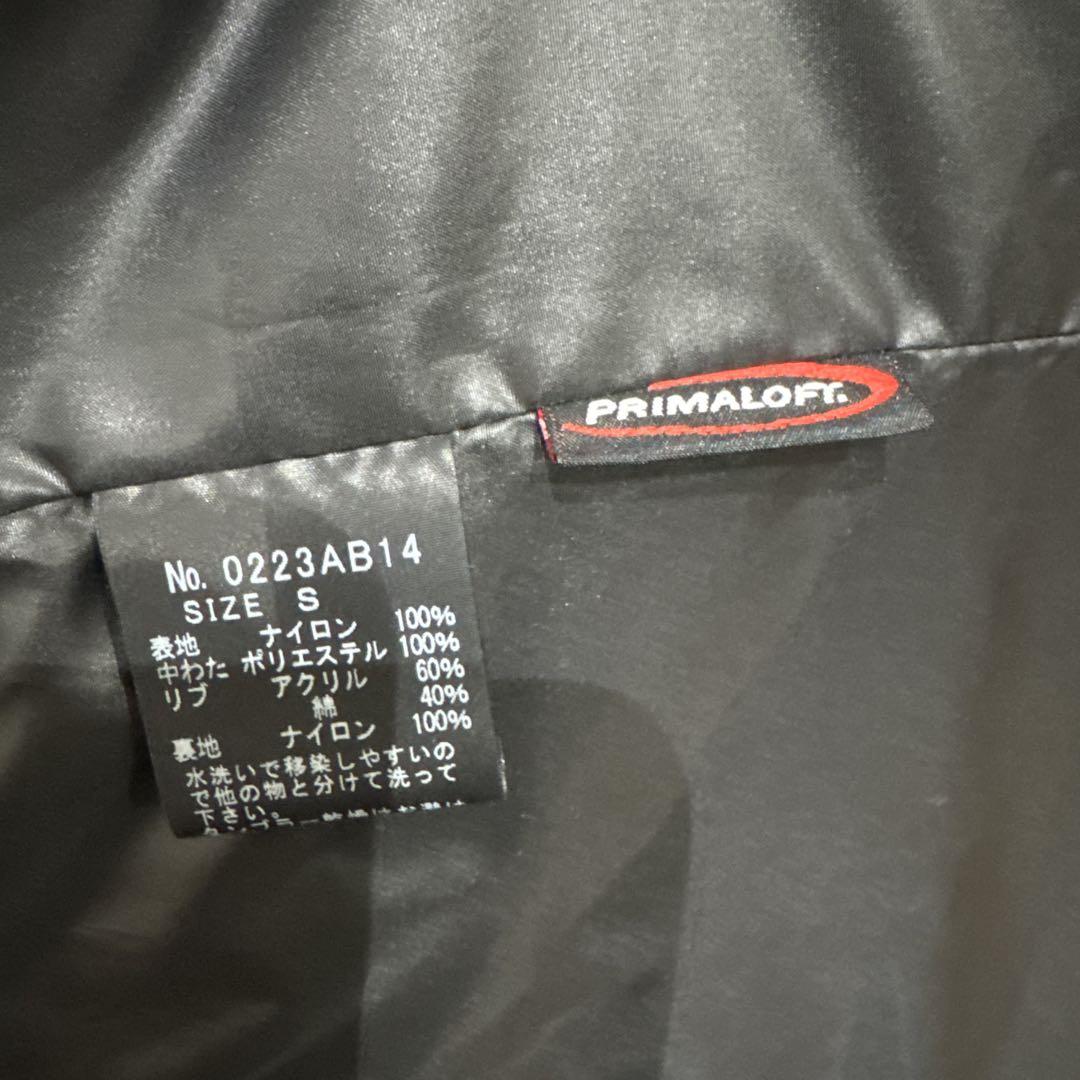 PRIMALOFT.
No. 0223AB14
SIZE S
表地 ナイロン 100%
中わた ポリエステル 100%
リブ アクリル 60%
綿 40%
裏地 ナイロン 100%
水洗いで移染しやすいの
で他の物と分けて洗って
下さい。